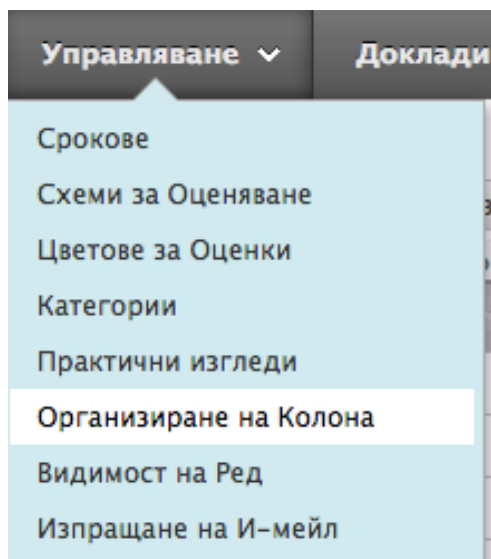 Управляване Доклади
Срокове
Схеми за Оценяване
Цветове за Оценки
Категории
Практични изгледи
Организиране на Колона
Видимост на Ред
Изпращане на И-мейл